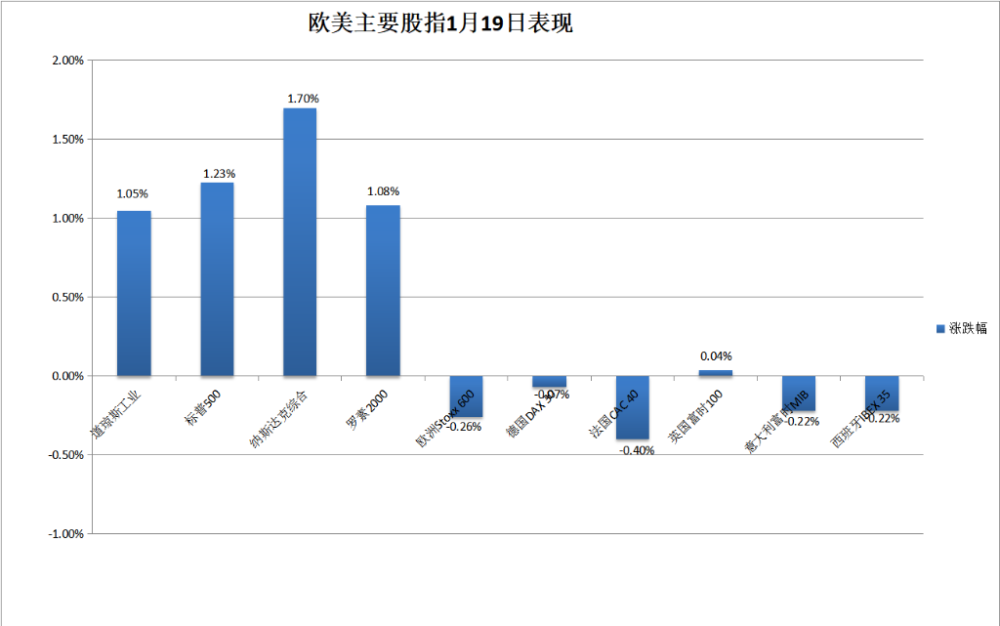 欧美主要股指1月19日表现
2.00%
1.50%
1.00%
0.50%
0.00%
-0.50%
-1.00%
1.05%
1.23%
1.70%
1.08%
-0.26%
-0.07%
-0.40%
0.04%
-0.22%
-0.22%
道琼斯工业
标普500
纳斯达克综合
罗素2000
欧洲Stoxx 600
德国DAX 30
法国CAC 40
英国富时100
意大利富时MIB
西班牙IBEX 35
涨跌幅